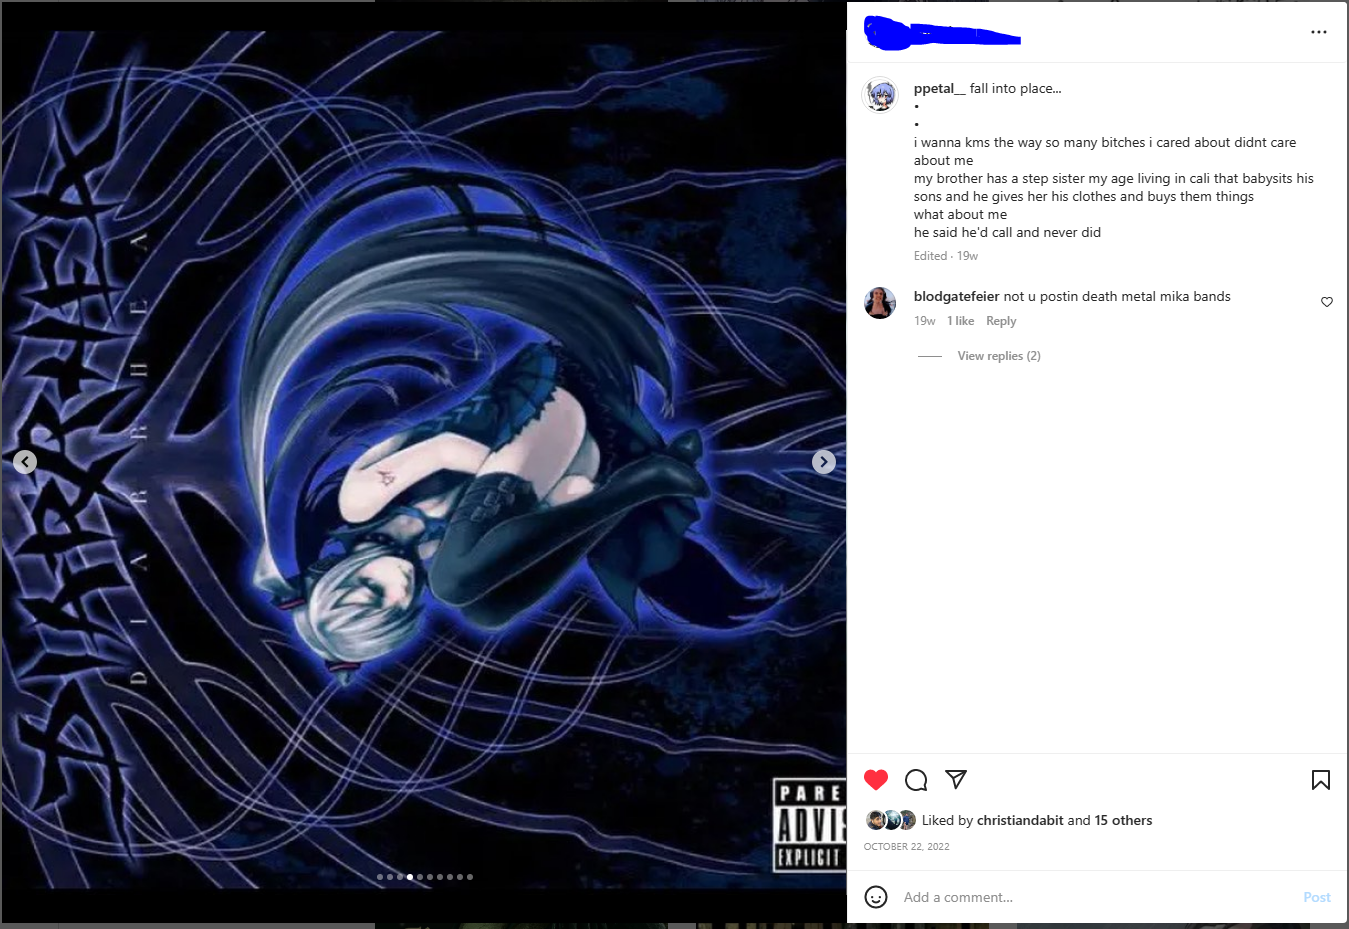 DIARRHEA
D I A R R H E A
PARE
ADVI
EXPLICIT
ppetal__ fall into place...
•
•
i wanna kms the way so many bitches i cared about didnt care
about me
my brother has a step sister my age living in cali that babysits his
sons and he gives her his clothes and buys them things
what about me
he said he'd call and never did
Edited · 19w
blodgatefeier not u postin death metal mika bands
19w 1 like Reply
View replies (2)
Liked by christiandabit and 15 others
OCTOBER 22, 2022
Add a comment...
Post